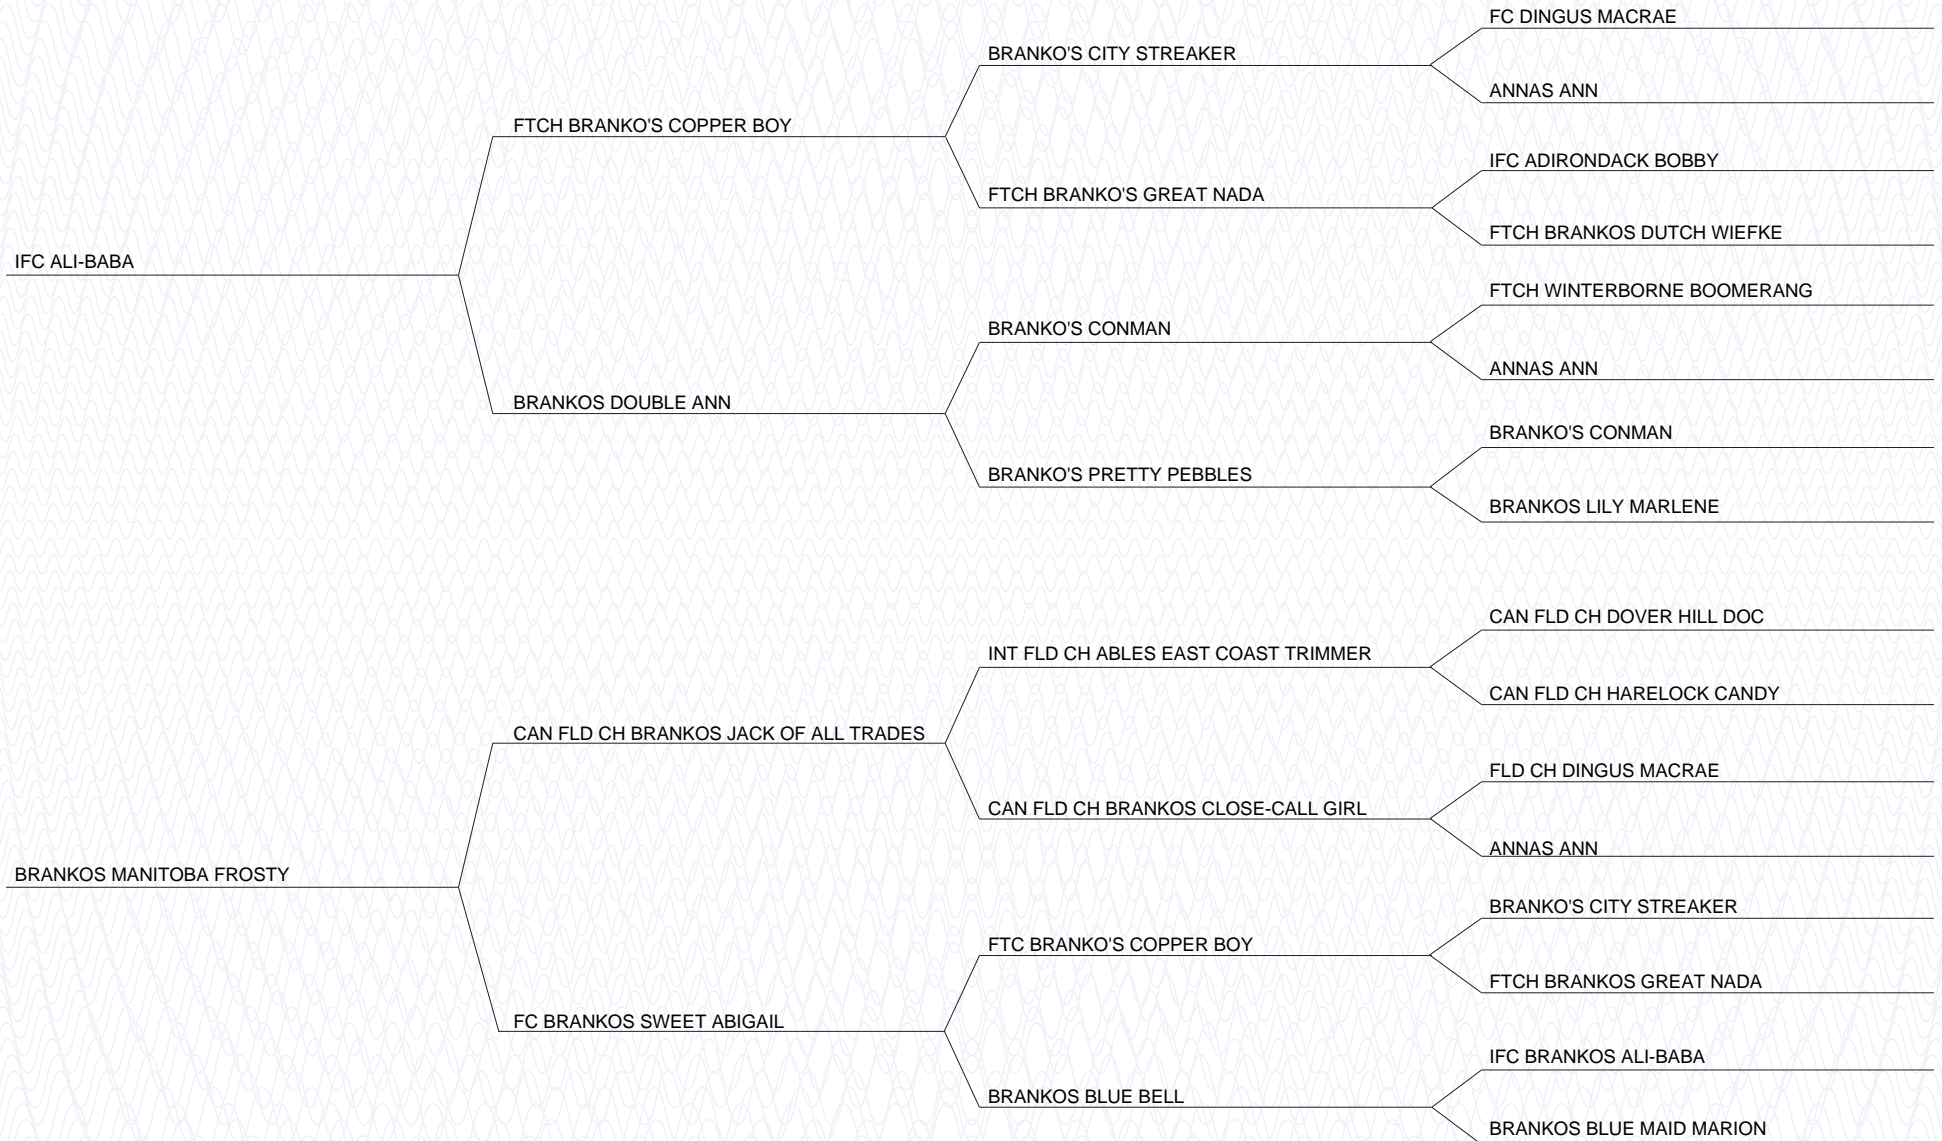 FC DINGUS MACRAE
BRANKO'S CITY STREAKER
ANNAS ANN
FTCH BRANKO'S COPPER BOY
IFC ADIRONDACK BOBBY
FTCH BRANKO'S GREAT NADA
FTCH BRANKOS DUTCH WIEFKE
IFC ALI-BABA
FTCH WINTERBORNE BOOMERANG
BRANKO'S CONMAN
ANNAS ANN
BRANKOS DOUBLE ANN
BRANKO'S CONMAN
BRANKO'S PRETTY PEBBLES
BRANKOS LILY MARLENE
CAN FLD CH DOVER HILL DOC
INT FLD CH ABLES EAST COAST TRIMMER
CAN FLD CH HARELOCK CANDY
CAN FLD CH BRANKOS JACK OF ALL TRADES
FLD CH DINGUS MACRAE
CAN FLD CH BRANKOS CLOSE-CALL GIRL
ANNAS ANN
BRANKOS MANITOBA FROSTY
BRANKO'S CITY STREAKER
FTC BRANKO'S COPPER BOY
FTCH BRANKOS GREAT NADA
FC BRANKOS SWEET ABIGAIL
IFC BRANKOS ALI-BABA
BRANKOS BLUE BELL
BRANKOS BLUE MAID MARION